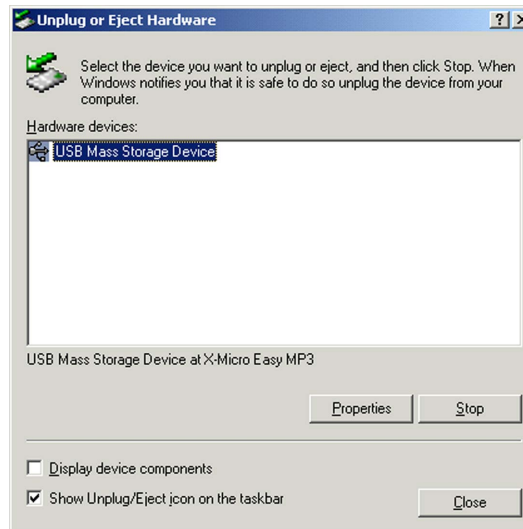 Unplug or Eject Hardware
Select the device you want to unplug or eject, and then click Stop. When
Windows notifies you that it is safe to do so unplug the device from your
computer.
Hardware devices:
USB Mass Storage Device
USB Mass Storage Device at X-Micro Easy MP3
Properties
Stop
Display device components
Show Unplug/Eject icon on the taskbar
Close